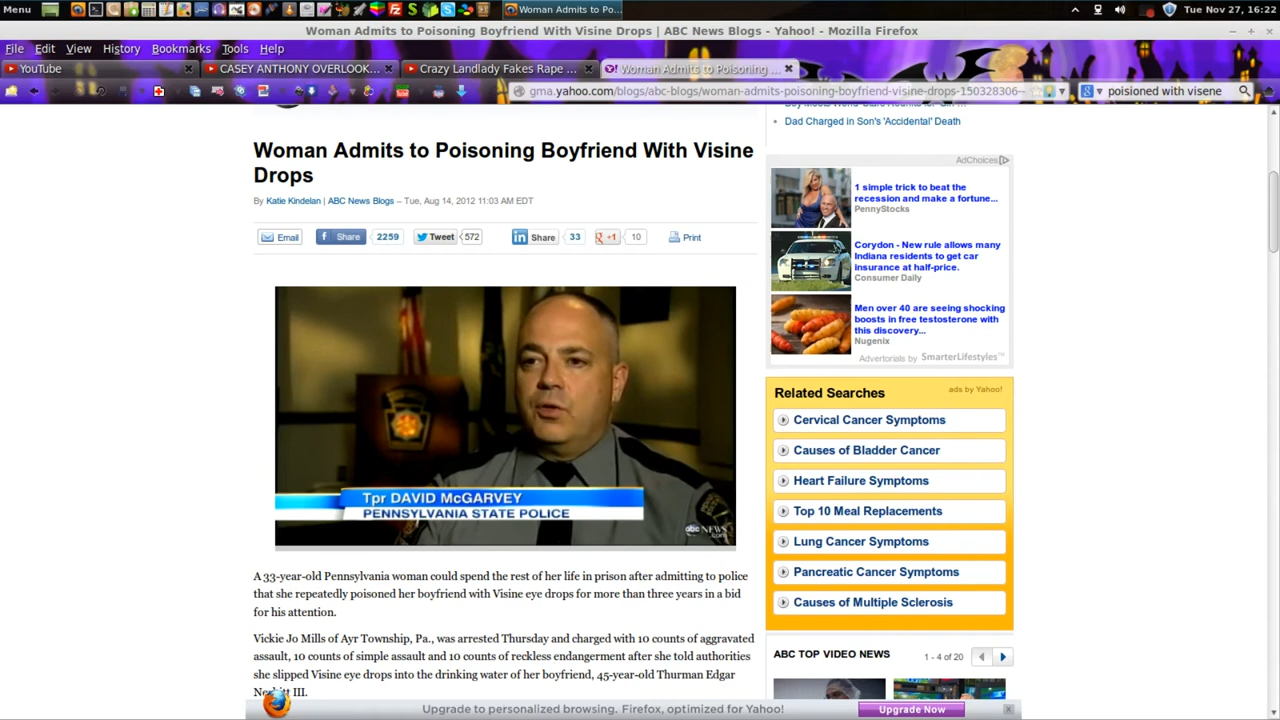 Menu
Woman Admits to Po...
Tue Nov 27, 16:22
Woman Admits to Poisoning Boyfriend With Visine Drops | ABC News Blogs - Yahoo! - Mozilla Firefox
File Edit View History Bookmarks Tools Help
YouTube
CASEY ANTHONY OVERLOOK...
Crazy Landlady Fakes Rape ...
Woman Admits to Poisoning ...
gma.yahoo.com/blogs/abc-blogs/woman-admits-poisoning-boyfriend-visine-drops-150328306--
poisioned with visene
Dad Charged in Son's 'Accidental' Death
Woman Admits to Poisoning Boyfriend With Visine
Drops
By Katie Kindelan | ABC News Blogs – Tue, Aug 14, 2012 11:03 AM EDT
Email
Share 2259
Tweet 572
in Share 33
+1 10
Print
AdChoices
1 simple trick to beat the
recession and make a fortune...
PennyStocks
Corydon - New rule allows many
Indiana residents to get car
insurance at half-price.
Consumer Daily
Men over 40 are seeing shocking
boosts in free testosterone with
this discovery...
Nugenix
Advertorials by SmarterLifestyles™
Tpr DAVID McGARVEY
PENNSYLVANIA STATE POLICE
abc NEWS
.com
Related Searches
ads by Yahoo!
Cervical Cancer Symptoms
Causes of Bladder Cancer
Heart Failure Symptoms
Top 10 Meal Replacements
Lung Cancer Symptoms
Pancreatic Cancer Symptoms
Causes of Multiple Sclerosis
A 33-year-old Pennsylvania woman could spend the rest of her life in prison after admitting to police
that she repeatedly poisoned her boyfriend with Visine eye drops for more than three years in a bid
for his attention.
Vickie Jo Mills of Ayr Township, Pa., was arrested Thursday and charged with 10 counts of aggravated
assault, 10 counts of simple assault and 10 counts of reckless endangerment after she told authorities
she slipped Visine eye drops into the drinking water of her boyfriend, 45-year-old Thurman Edgar
III.
ABC TOP VIDEO NEWS
1 - 4 of 20
Upgrade to personalized browsing. Firefox, optimized for Yahoo!
Upgrade Now